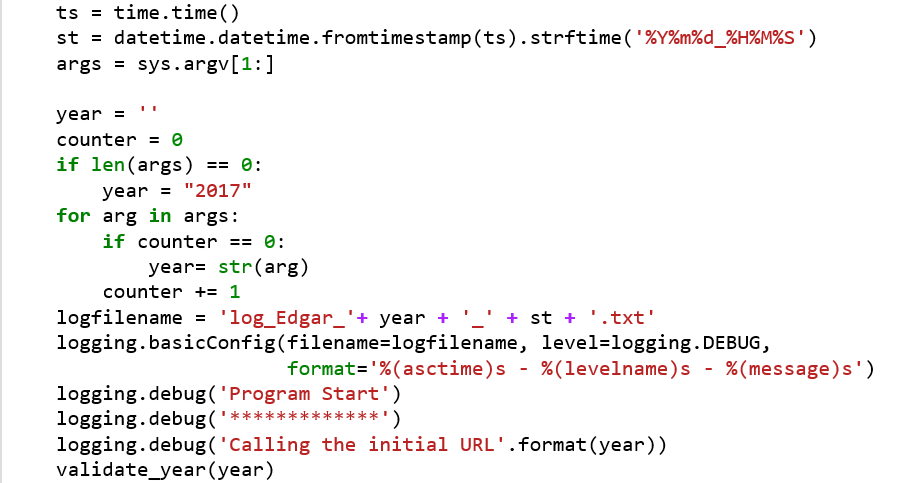 ts = time.time()
st = datetime.datetime.fromtimestamp(ts).strftime('%Y%m%d_%H%M%S')
args = sys.argv[1:]

year = ''
counter = 0
if len(args) == 0:
    year = "2017"
for arg in args:
    if counter == 0:
        year= str(arg)
    counter += 1
logfilename = 'log_Edgar_'+ year + '_' + st + '.txt'
logging.basicConfig(filename=logfilename, level=logging.DEBUG,
                    format='%(asctime)s - %(levelname)s - %(message)s')
logging.debug('Program Start')
logging.debug('*************')
logging.debug('Calling the initial URL'.format(year))
validate_year(year)